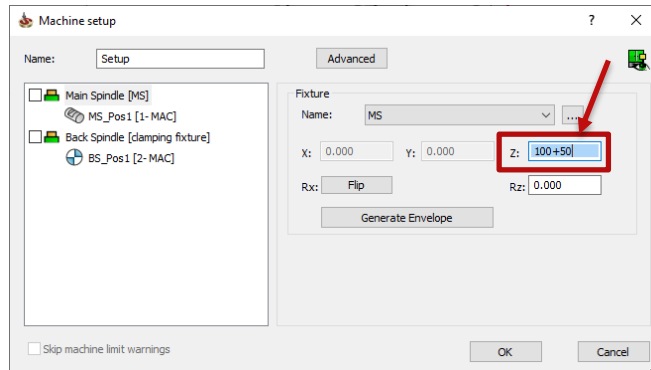 Machine setup
? X
Name: Setup
Advanced
Main Spindle [MS]
MS_Pos1 [1- MAC]
Back Spindle [clamping fixture]
BS_Pos1 [2- MAC]
Fixture
Name: MS ...
X: 0.000 Y: 0.000 Z: 100+50
Rx: Flip Rz: 0.000
Generate Envelope
Skip machine limit warnings
OK Cancel